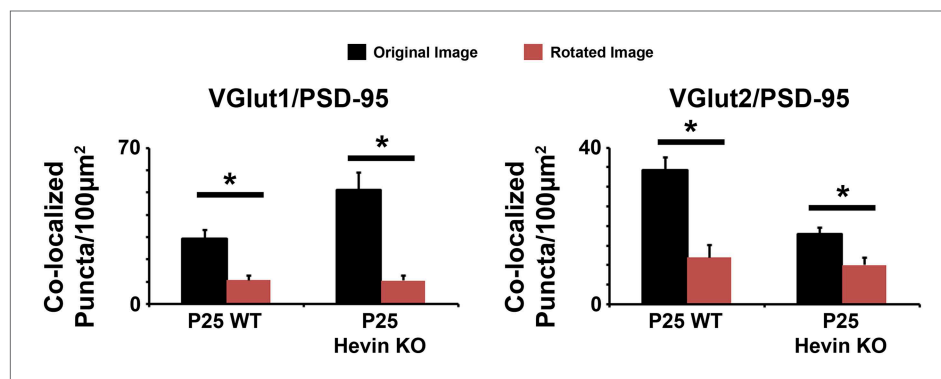 Original Image
Rotated Image
VGlut1/PSD-95
Co-localized
Puncta/100µm²
70
0
*
*
P25 WT
P25
Hevin KO
VGlut2/PSD-95
Co-localized
Puncta/100µm²
40
0
*
*
P25 WT
P25
Hevin KO